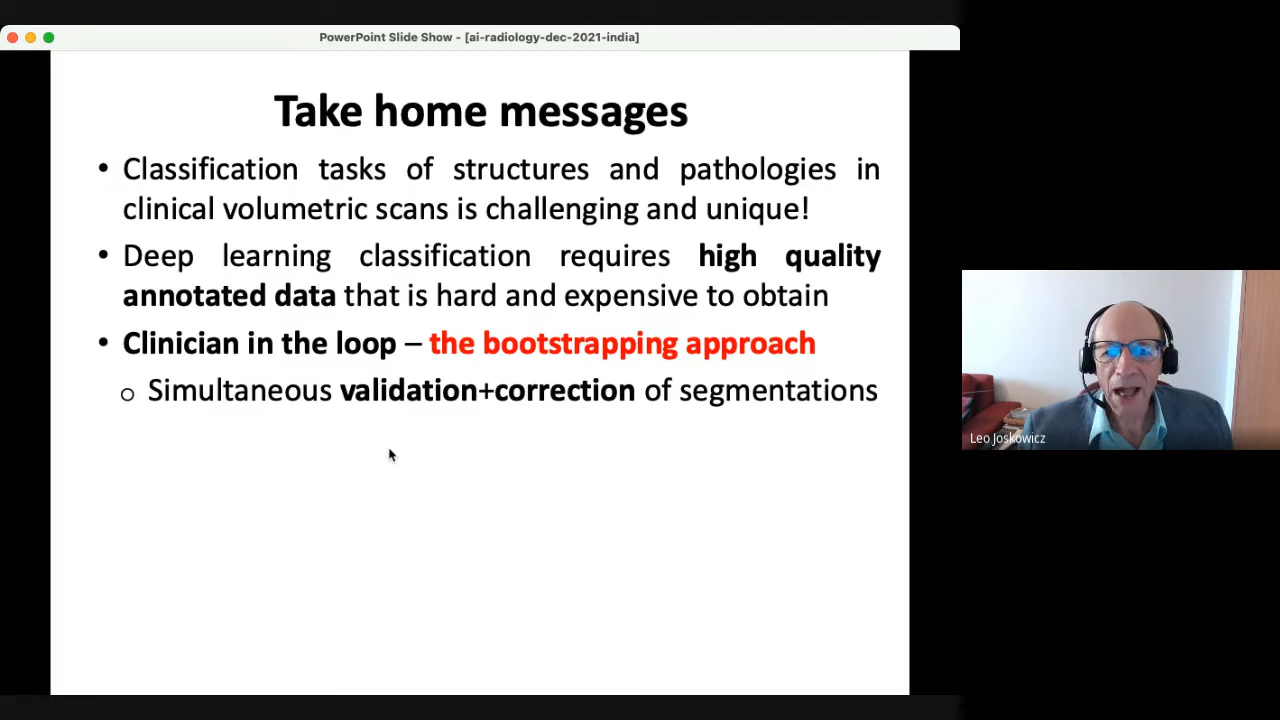 PowerPoint Slide Show - [ai-radiology-dec-2021-india]
Take home messages
• Classification tasks of structures and pathologies in
clinical volumetric scans is challenging and unique!
• Deep learning classification requires high quality
annotated data that is hard and expensive to obtain
• Clinician in the loop – the bootstrapping approach
o Simultaneous validation+correction of segmentations
Leo Joskowicz